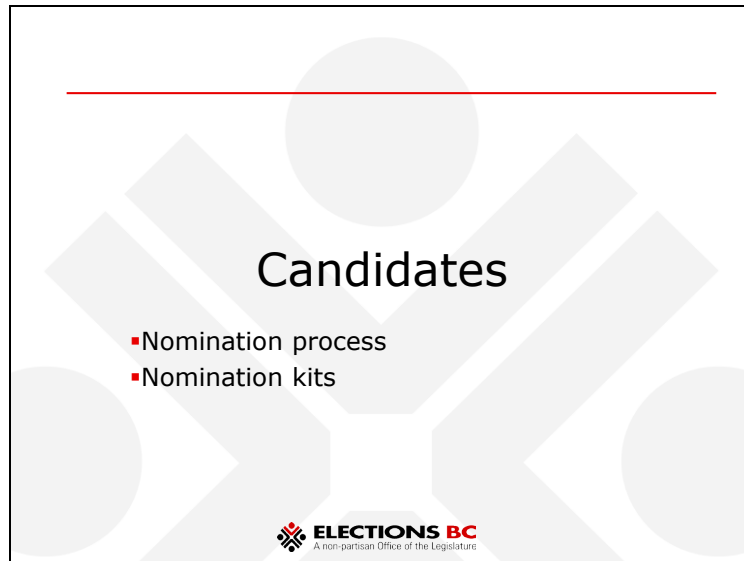 Candidates
▪Nomination process
▪Nomination kits
ELECTIONS BC
A non-partisan Office of the Legislature